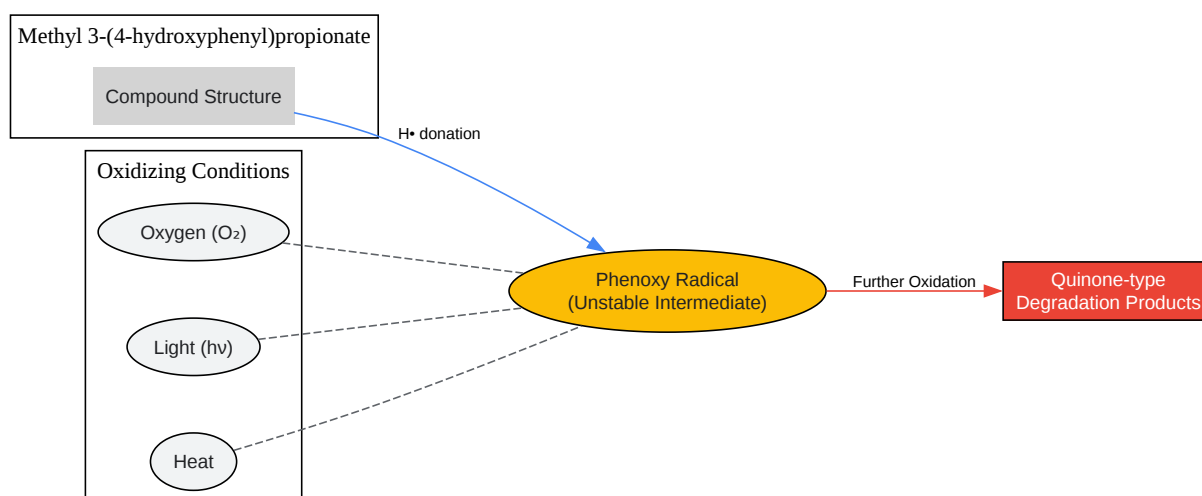 Methyl 3-(4-hydroxyphenyl)propionate
Compound Structure
H• donation
Oxidizing Conditions
Oxygen (O₂)
Phenoxy Radical
(Unstable Intermediate)
Further Oxidation
Quinone-type
Degradation Products
Light (hν)
Heat